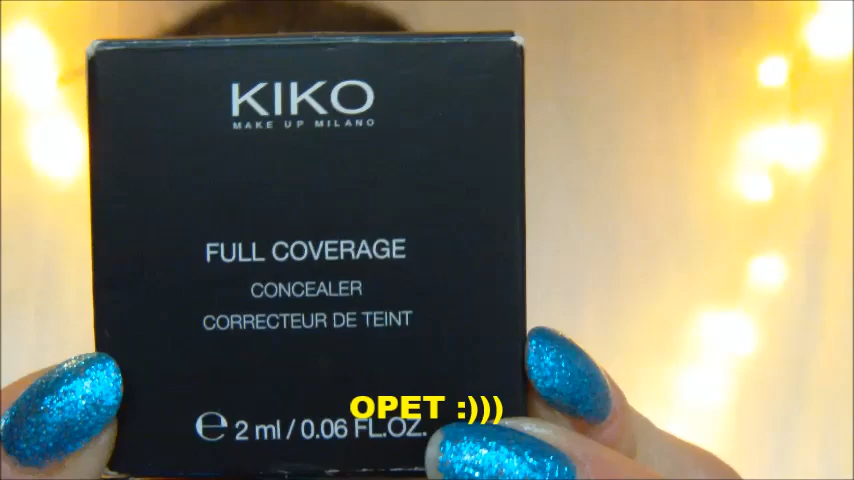 KIKO
MAKE UP MILANO
FULL COVERAGE
CONCEALER
CORRECTEUR DE TEINT
OPET :)))
℮ 2 ml / 0.06 FL.OZ.